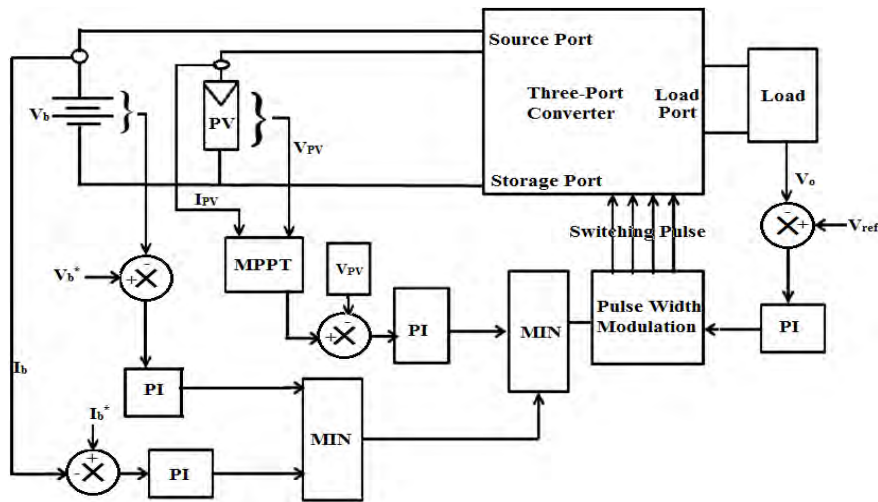 Source Port
Three-Port
Converter
Load
Port
Load
Vb
PV
VPV
Storage Port
IPV
Vo
Switching Pulse
-
+
Vref
MPPT
VPV
Vb*
+
-
Pulse Width
Modulation
PI
+
-
PI
MIN
Ib
PI
Ib*
MIN
+
-
PI